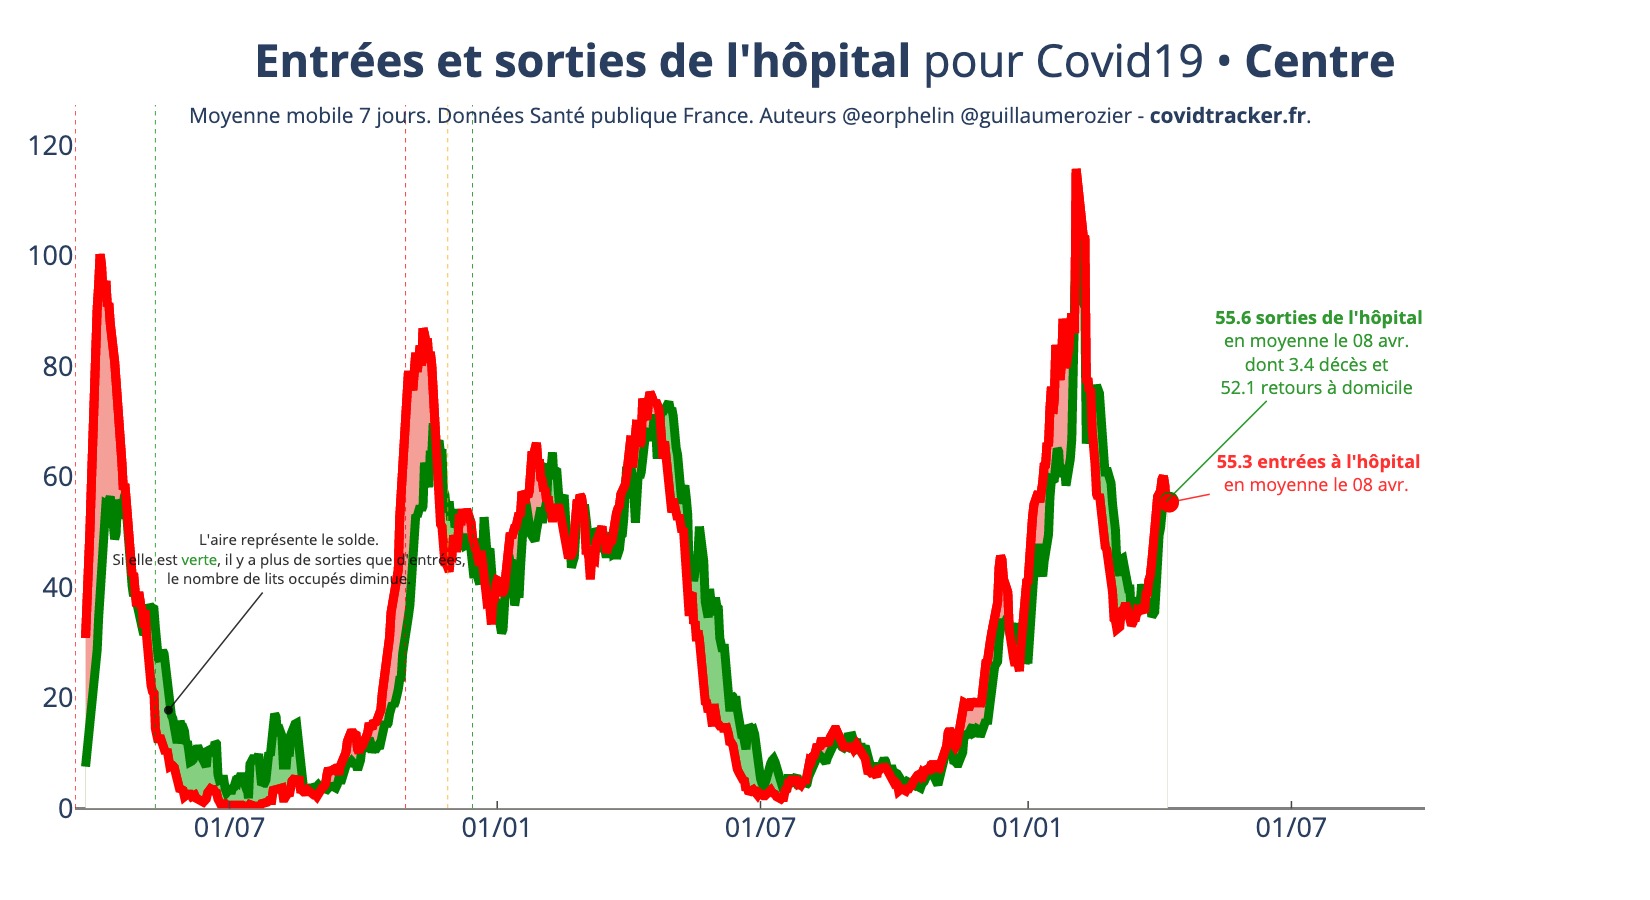 Entrées et sorties de l'hôpital pour Covid19 • Centre
Moyenne mobile 7 jours. Données Santé publique France. Auteurs @eorphelin @guillaumerozier - covidtracker.fr.
120
100
80
60
40
20
0
01/07
01/01
01/07
01/01
01/07
L'aire représente le solde.
Si elle est verte, il y a plus de sorties que d'entrées,
le nombre de lits occupés diminue.
55.6 sorties de l'hôpital
en moyenne le 08 avr.
dont 3.4 décès et
52.1 retours à domicile
55.3 entrées à l'hôpital
en moyenne le 08 avr.